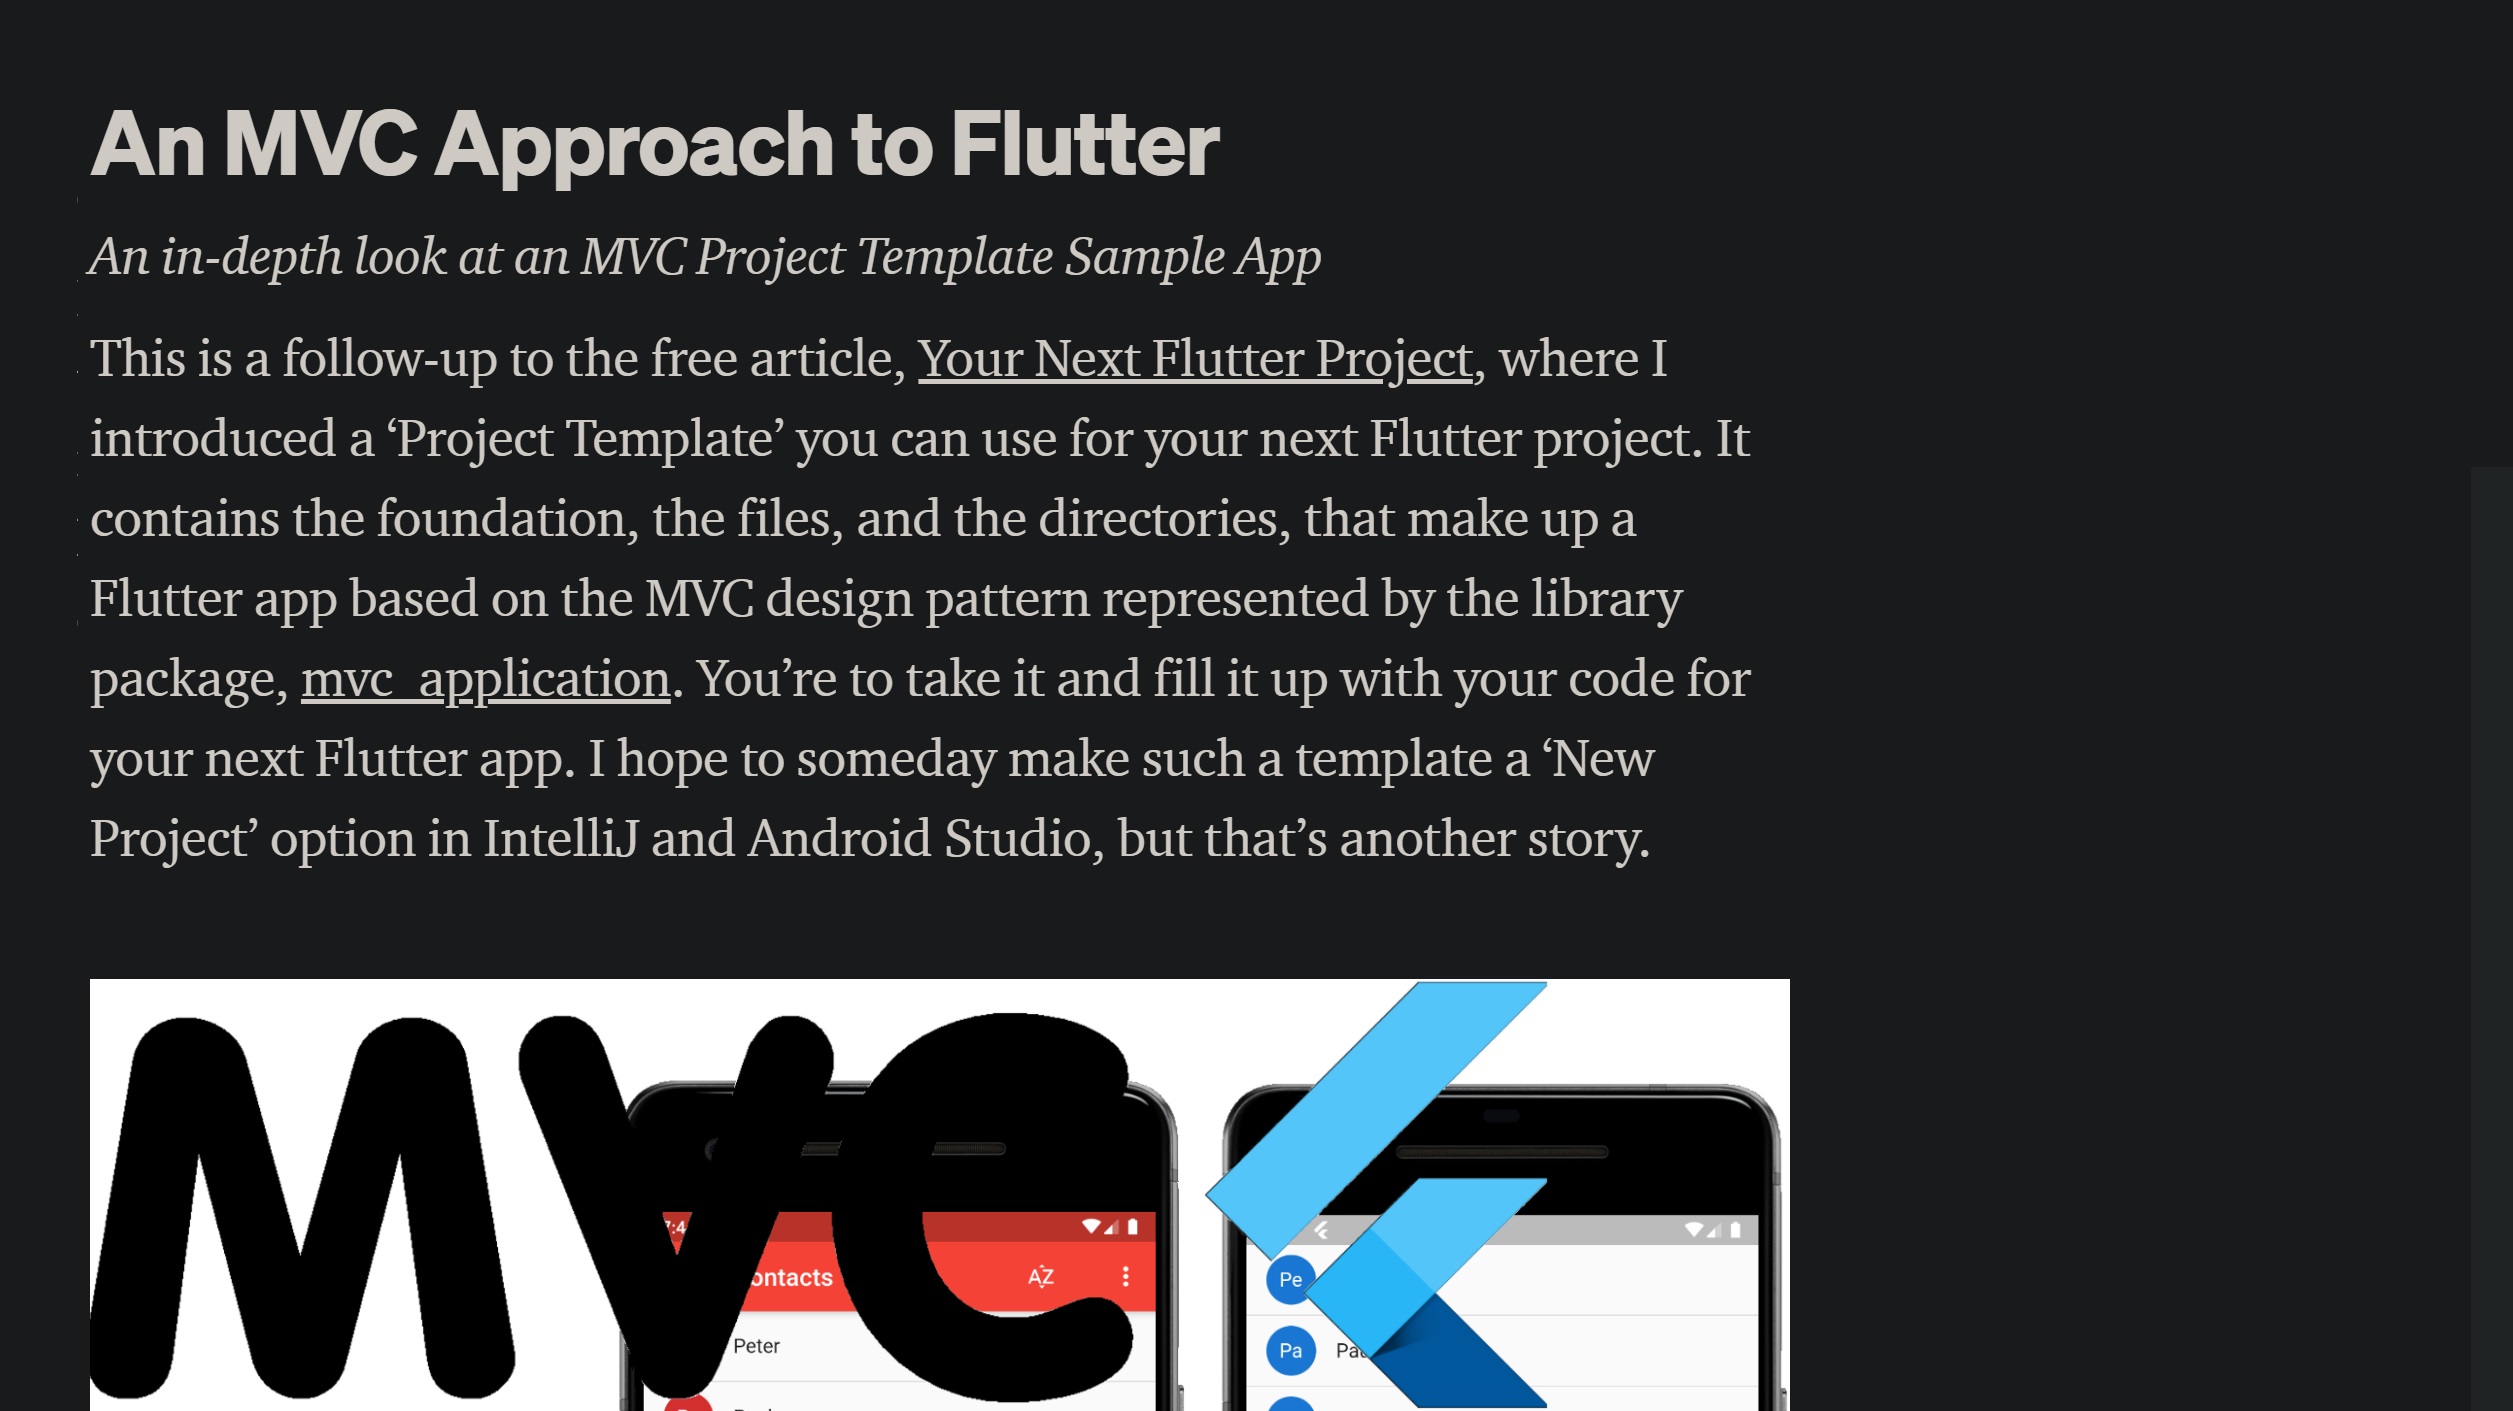 An MVC Approach to Flutter
An in-depth look at an MVC Project Template Sample App
This is a follow-up to the free article, Your Next Flutter Project, where I
introduced a ‘Project Template’ you can use for your next Flutter project. It
contains the foundation, the files, and the directories, that make up a
Flutter app based on the MVC design pattern represented by the library
package, mvc_application. You’re to take it and fill it up with your code for
your next Flutter app. I hope to someday make such a template a ‘New
Project’ option in IntelliJ and Android Studio, but that’s another story.
MVC
ontacts AZ
Pe
Peter
Pa